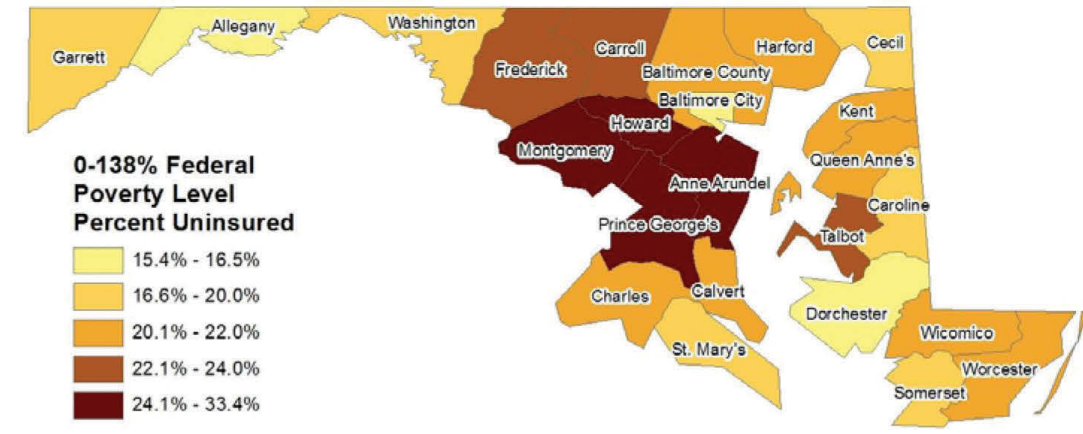 Garrett
Allegany
Washington
Frederick
Carroll
Baltimore County
Harford
Cecil
Baltimore City
Howard
Montgomery
Anne Arundel
Prince George's
Kent
Queen Anne's
Caroline
Talbot
Charles
Calvert
St. Mary's
Dorchester
Wicomico
Worcester
Somerset
0-138% Federal
Poverty Level
Percent Uninsured
15.4% - 16.5%
16.6% - 20.0%
20.1% - 22.0%
22.1% - 24.0%
24.1% - 33.4%